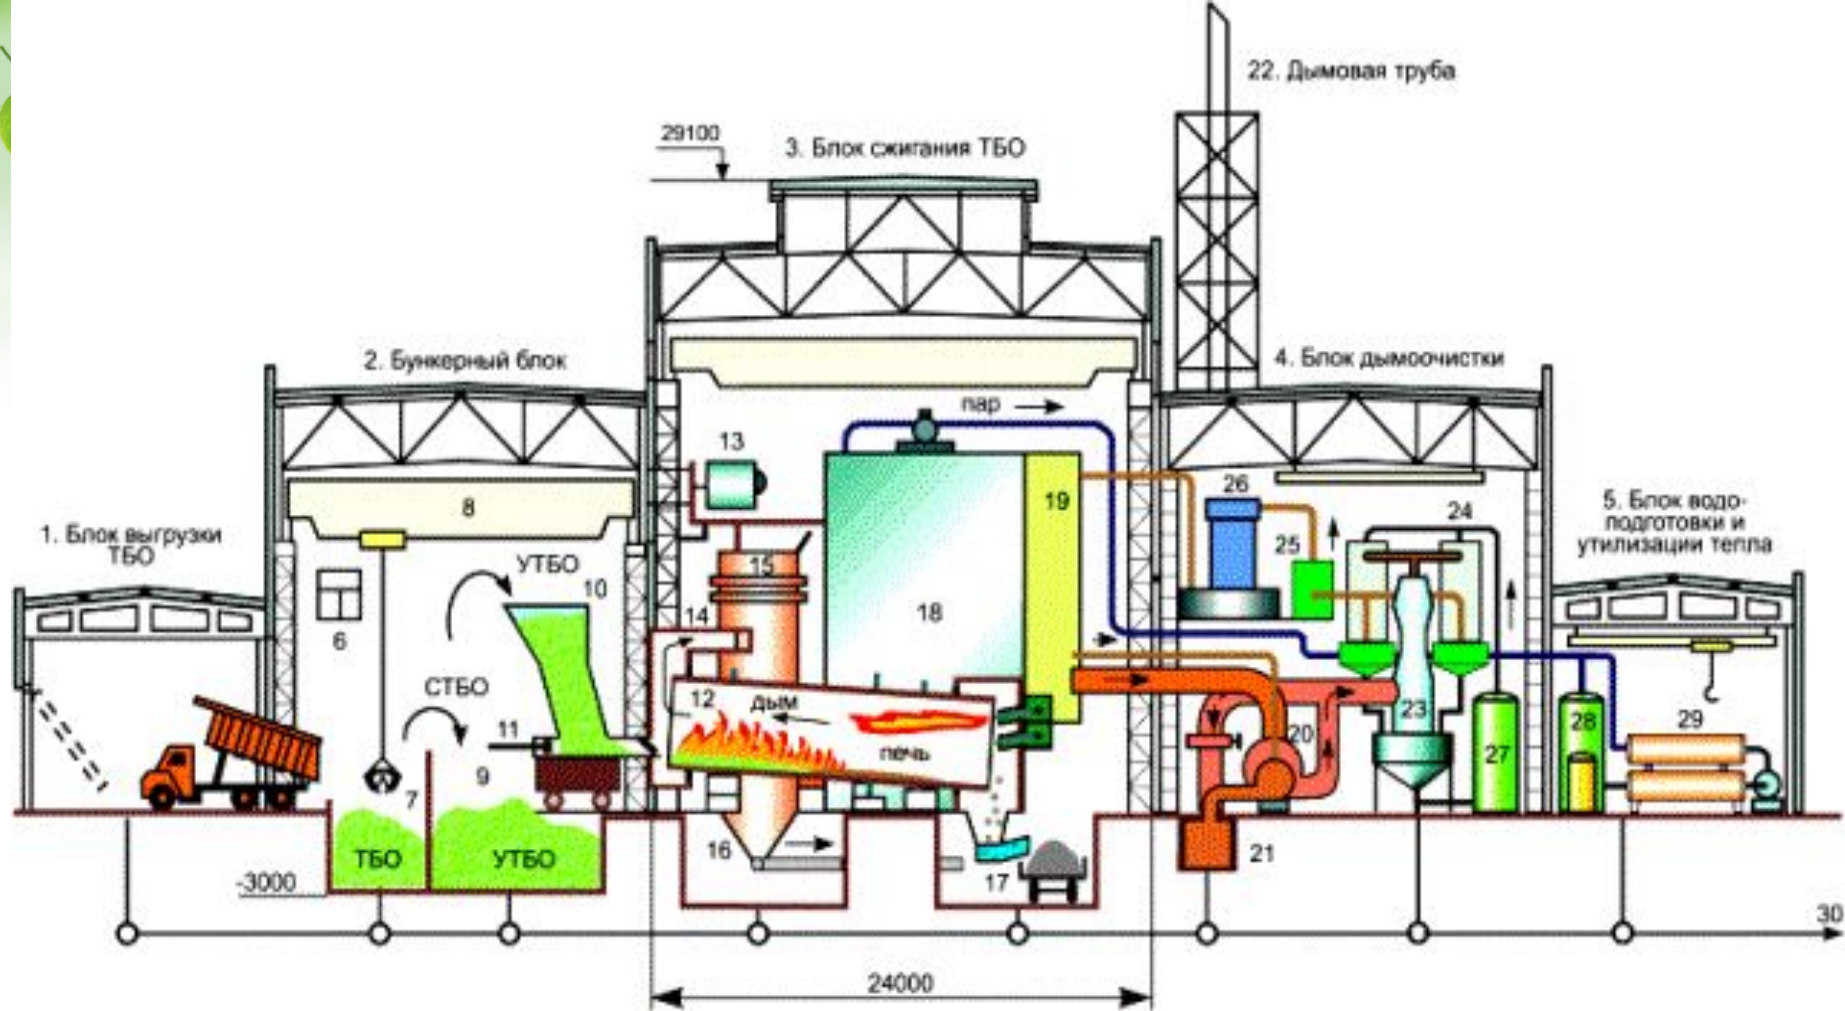 22. Дымовая труба
29100
3. Блок сжигания ТБО
2. Бункерный блок
4. Блок дымоочистки
пар
13
19
26
8
24
5. Блок водо-
подготовки и
утилизации тепла
1. Блок выгрузки
ТБО
25
УТБО
10
15
14
18
6
СТБО
12
дым
11
23
28
29
20
печь
27
9
7
16
21
ТБО
УТБО
17
-3000
30
24000